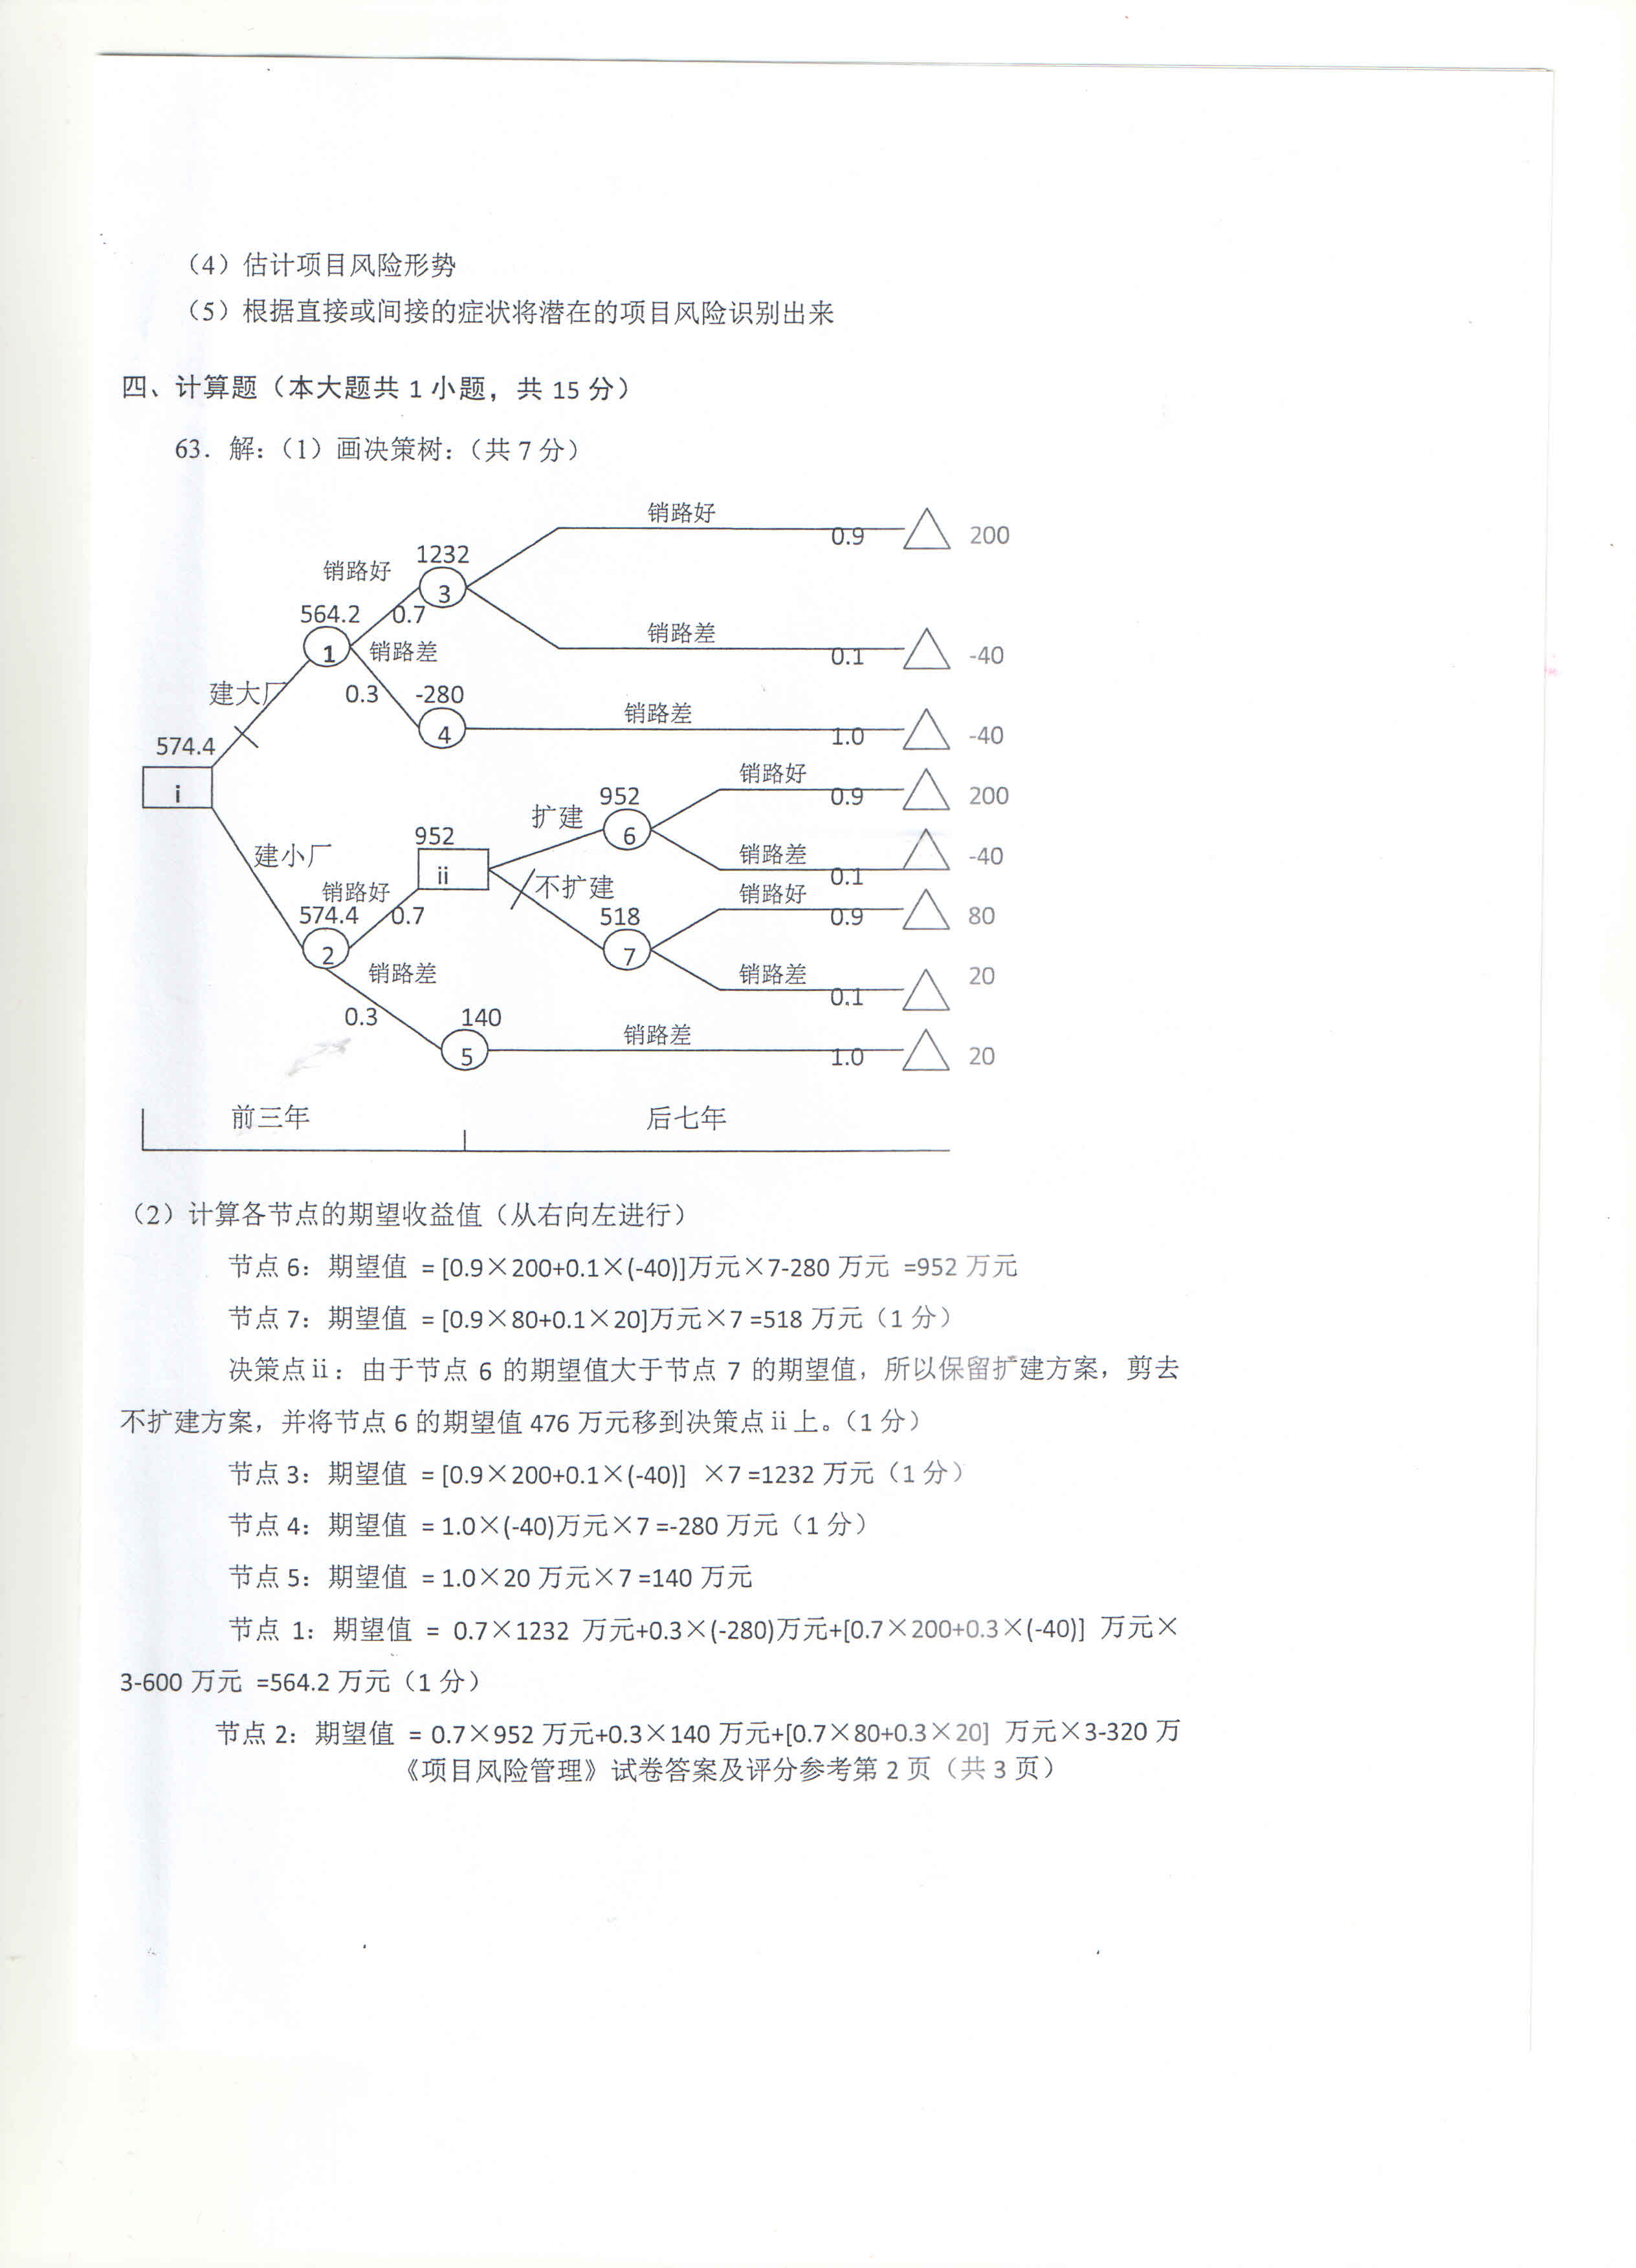 （4）估计项目风险形势
（5）根据直接或间接的症状将潜在的项目风险识别出来
四、计算题（本大题共 1 小题，共 15 分）
63．解：（1）画决策树：（共 7 分）
销路好
0.9
200
1232
销路好
3
564.2
0.7
销路差
1
销路差
0.1
-40
建大厂
0.3
-280
销路差
574.4
4
1.0
-40
i
销路好
952
0.9
200
扩建
6
952
建小厂
ii
销路差
-40
0.1
销路好
不扩建
销路好
574.4
0.7
518
0.9
80
2
7
销路差
销路差
20
0.1
0.3
140
销路差
5
1.0
20
前三年
后七年
（2）计算各节点的期望收益值（从右向左进行）
节点 6：期望值 = [0.9×200+0.1×(-40)]万元×7-280 万元 =952 万元
节点 7：期望值 = [0.9×80+0.1×20]万元×7 =518 万元（1 分）
决策点ⅱ：由于节点 6 的期望值大于节点 7 的期望值，所以保留扩建方案，剪去
不扩建方案，并将节点 6 的期望值 476 万元移到决策点ⅱ上。（1 分）
节点 3：期望值 = [0.9×200+0.1×(-40)] ×7 =1232 万元（1 分）
节点 4：期望值 = 1.0×(-40)万元×7 =-280 万元（1 分）
节点 5：期望值 = 1.0×20 万元×7 =140 万元
节点 1：期望值 = 0.7×1232 万元+0.3×(-280)万元+[0.7×200+0.3×(-40)] 万元×
3-600 万元 =564.2 万元（1 分）
节点 2：期望值 = 0.7×952 万元+0.3×140 万元+[0.7×80+0.3×20] 万元×3-320 万
《项目风险管理》试卷答案及评分参考第 2 页（共 3 页）